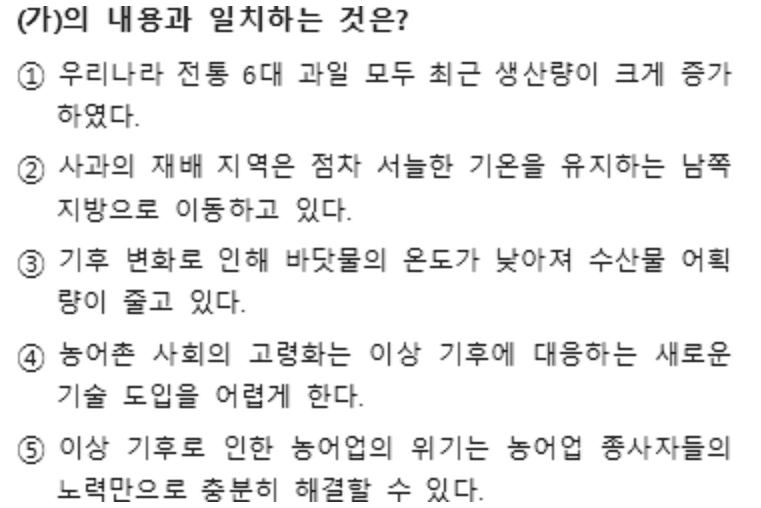 (가)의 내용과 일치하는 것은?
① 우리나라 전통 6대 과일 모두 최근 생산량이 크게 증가
하였다.
② 사과의 재배 지역은 점차 서늘한 기온을 유지하는 남쪽
지방으로 이동하고 있다.
③ 기후 변화로 인해 바닷물의 온도가 낮아져 수산물 어획
량이 줄고 있다.
④ 농어촌 사회의 고령화는 이상 기후에 대응하는 새로운
기술 도입을 어렵게 한다.
⑤ 이상 기후로 인한 농어업의 위기는 농어업 종사자들의
노력만으로 충분히 해결할 수 있다.